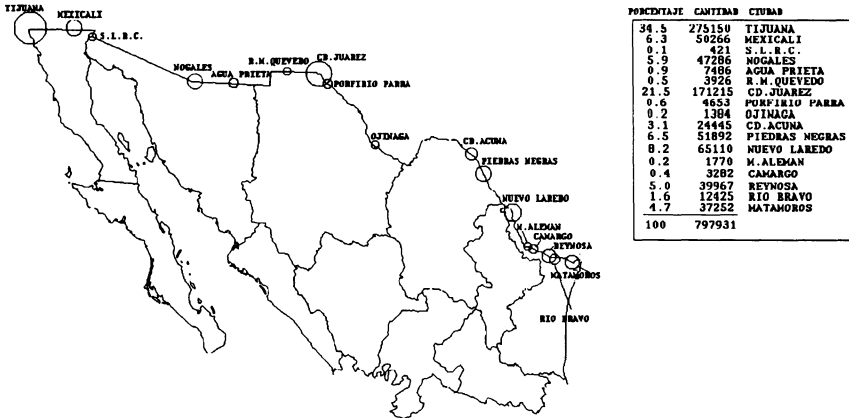 TIJUANA
MEXICALI
S.L.R.C.
NOGALES
AGUA PRIETA
R.M.QUEVEDO
CD.JUAREZ
PORFIRIO PARRA
OJINAGA
CD.ACUNA
PIEDRAS NEGRAS
NUEVO LAREDO
M.ALEMAN
CAMARGO
REYNOSA
MATAMOROS
RIO BRAVO
PORCENTAJE CANTIDAD CIUDAD
34.5 275150 TIJUANA
6.3 50266 MEXICALI
0.1 421 S.L.R.C.
5.9 47286 NOGALES
0.9 7486 AGUA PRIETA
0.5 3926 R.M.QUEVEDO
21.5 171215 CD.JUAREZ
0.6 4653 PORFIRIO PARRA
0.2 1384 OJINAGA
3.1 24445 CD.ACUNA
6.5 51892 PIEDRAS NEGRAS
8.2 65110 NUEVO LAREDO
0.2 1770 M.ALEMAN
0.4 3282 CAMARGO
5.0 39967 REYNOSA
1.6 12425 RIO BRAVO
4.7 37252 MATAMOROS
100 797931